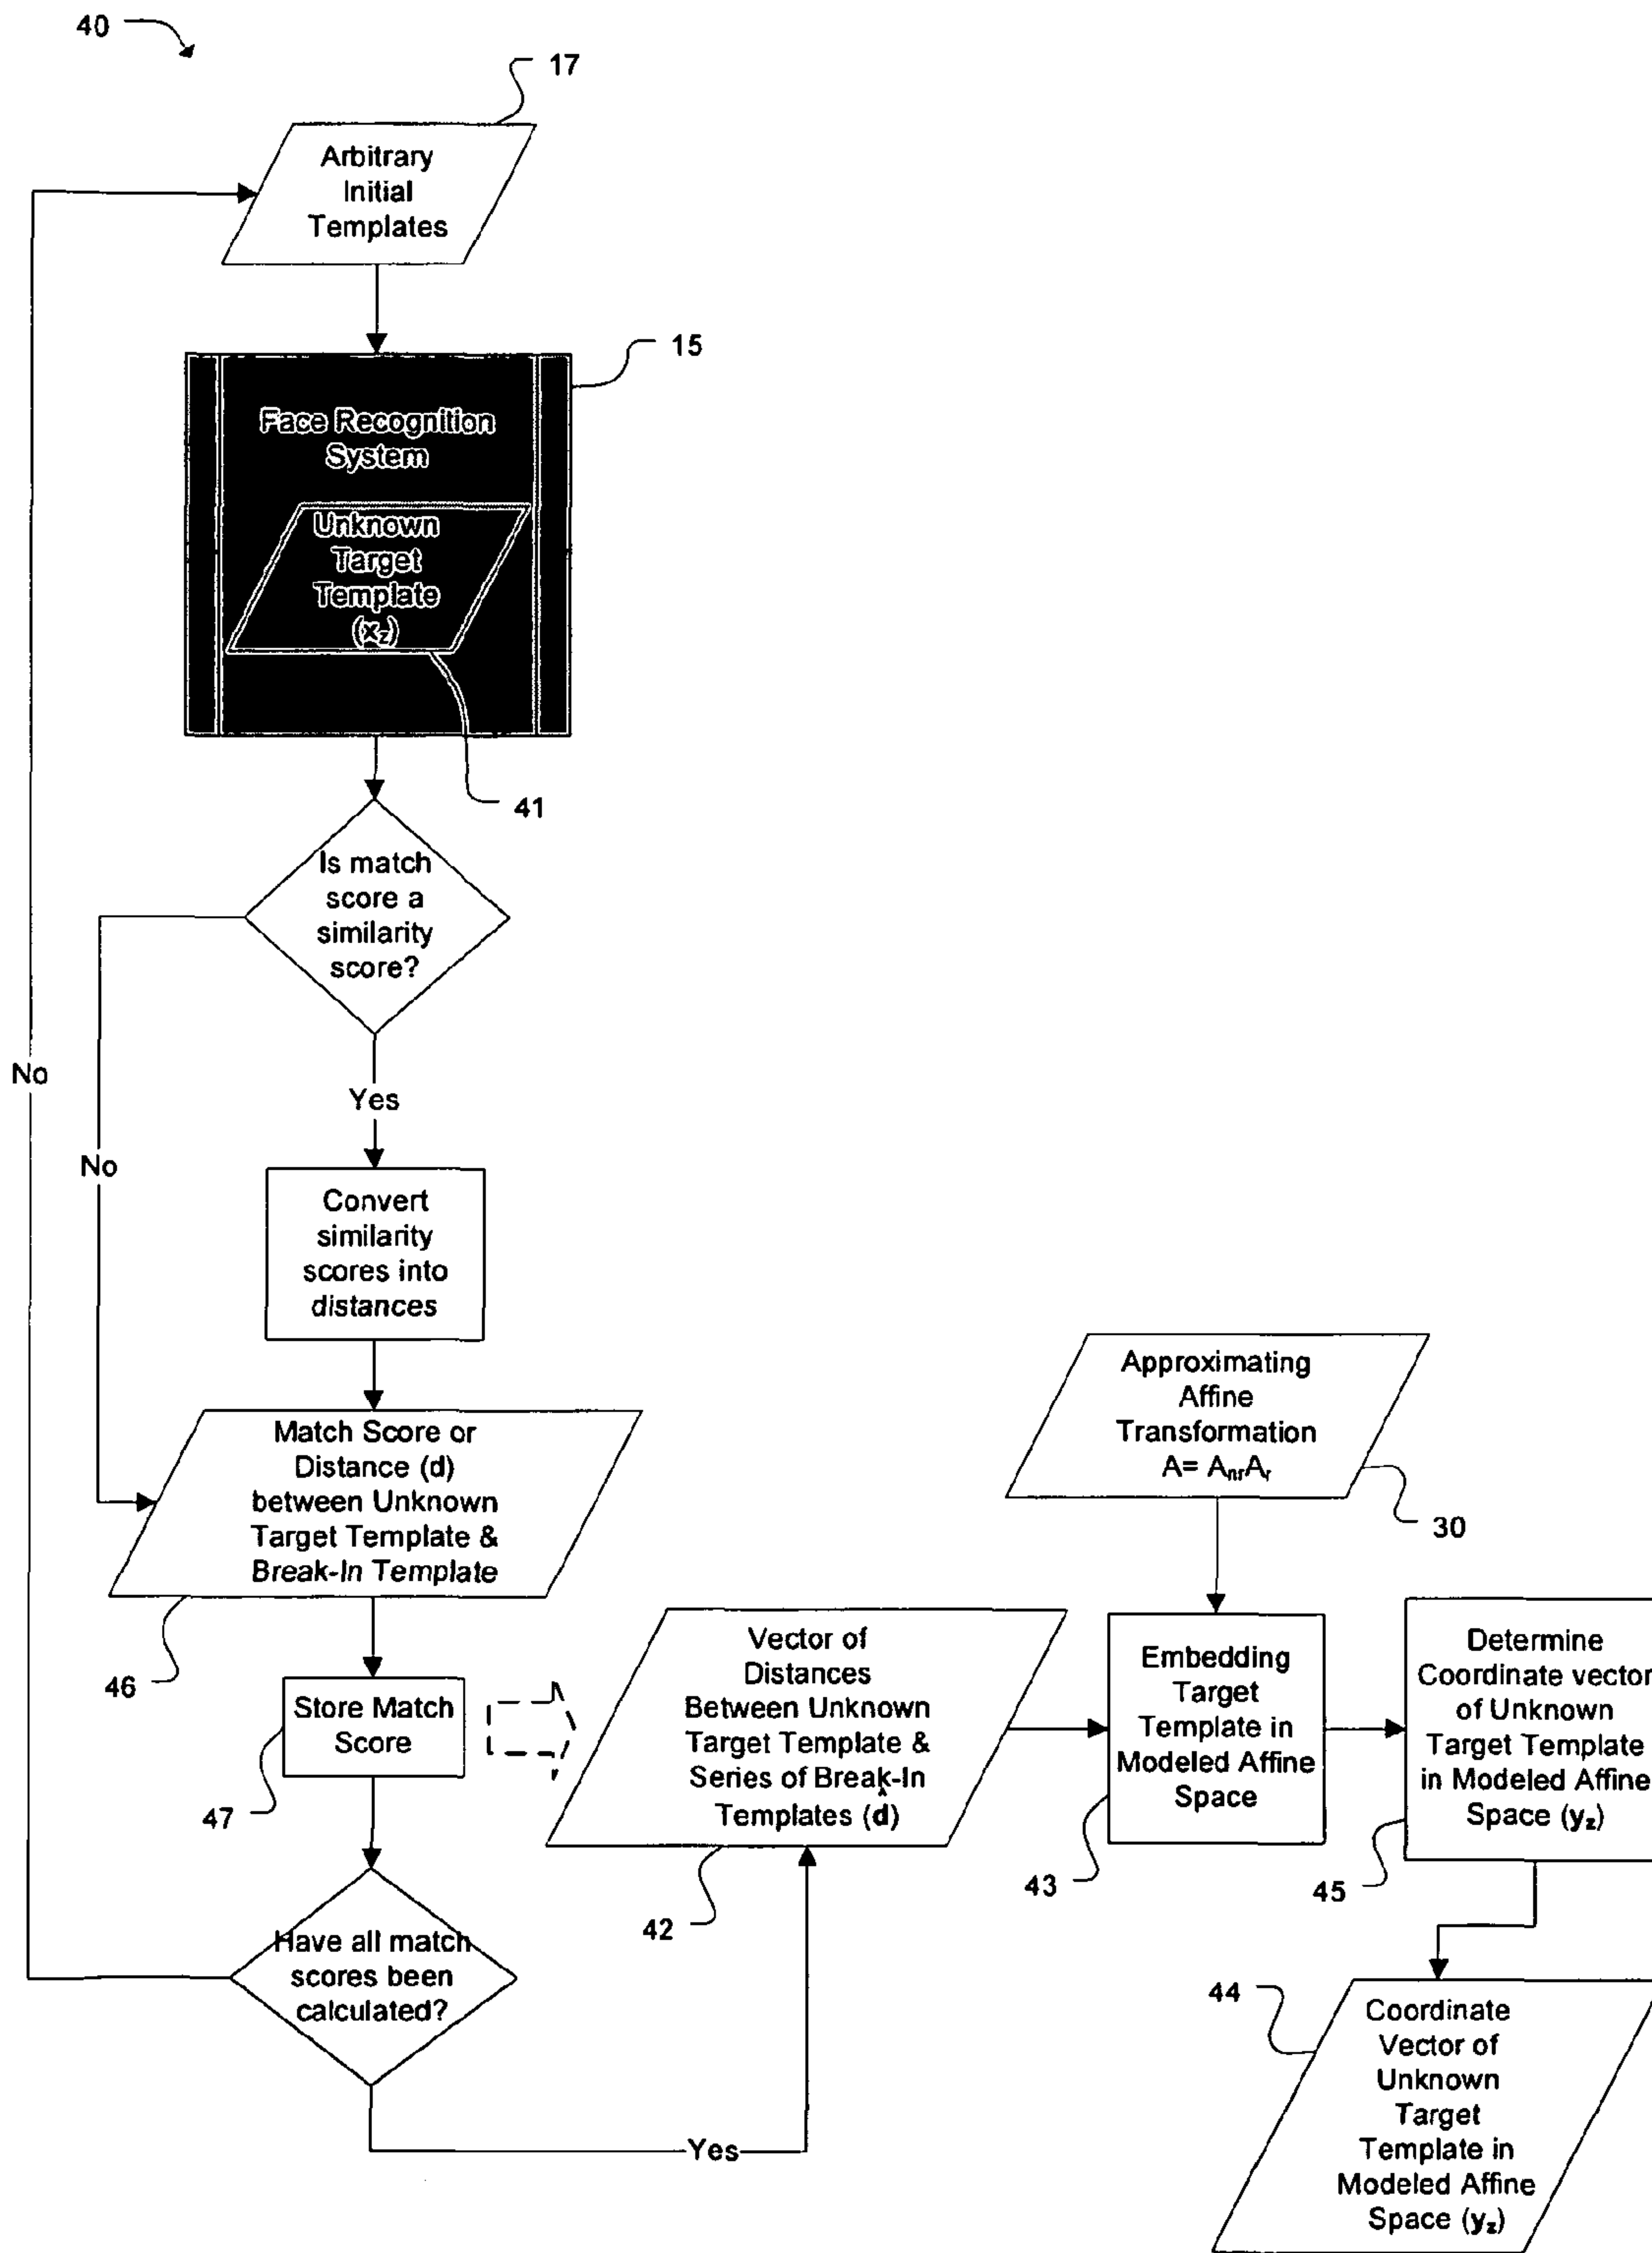 40
17
Arbitrary
Initial
Templates
15
Face Recognition
System
Unknown
Target
Template
(xz)
41
Is match
score a
similarity
score?
No
Yes
No
Convert
similarity
scores into
distances
Match Score or
Distance (d)
between Unknown
Target Template &
Break-In Template
46
Store Match
Score
47
Have all match
scores been
calculated?
Yes
Vector of
Distances
Between Unknown
Target Template &
Series of Break-In
Templates (d̂)
42
Approximating
Affine
Transformation
A= AnrAr
30
Embedding
Target
Template in
Modeled Affine
Space
43
Determine
Coordinate vector
of Unknown
Target Template
in Modeled Affine
Space (yz)
45
44
Coordinate
Vector of
Unknown
Target
Template in
Modeled Affine
Space (yz)